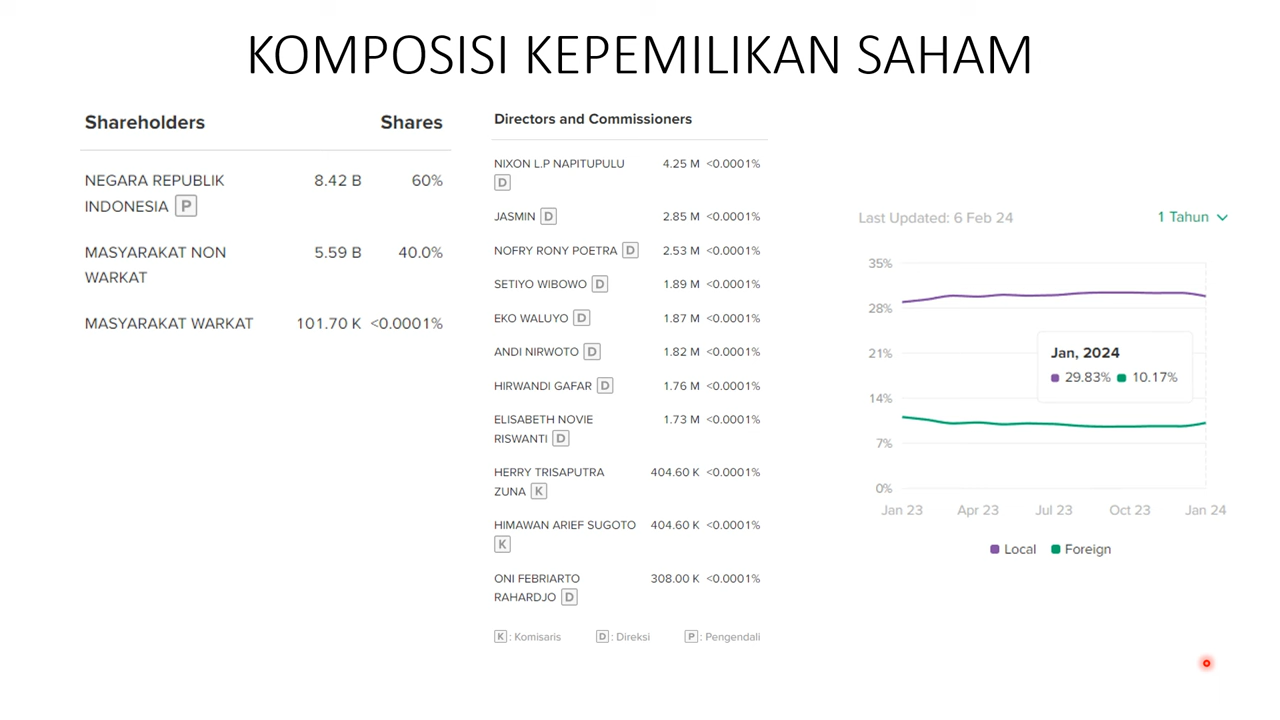 KOMPOSISI KEPEMILIKAN SAHAM
Shareholders Shares
NEGARA REPUBLIK 8.42 B 60%
INDONESIA P
MASYARAKAT NON 5.59 B 40.0%
WARKAT
MASYARAKAT WARKAT 101.70 K <0.0001%
Directors and Commissioners
NIXON L.P NAPITUPULU 4.25 M <0.0001%
D
JASMIN D 2.85 M <0.0001%
NOFRY RONY POETRA D 2.53 M <0.0001%
SETIYO WIBOWO D 1.89 M <0.0001%
EKO WALUYO D 1.87 M <0.0001%
ANDI NIRWOTO D 1.82 M <0.0001%
HIRWANDI GAFAR D 1.76 M <0.0001%
ELISABETH NOVIE 1.73 M <0.0001%
RISWANTI D
HERRY TRISAPUTRA 404.60 K <0.0001%
ZUNA K
HIMAWAN ARIEF SUGOTO 404.60 K <0.0001%
K
ONI FEBRIARTO 308.00 K <0.0001%
RAHARDJO D
K : Komisaris D : Direksi P : Pengendali
Last Updated: 6 Feb 24 1 Tahun
35%
28%
21%
14%
7%
0%
Jan, 2024
29.83% 10.17%
Jan 23 Apr 23 Jul 23 Oct 23 Jan 24
Local Foreign